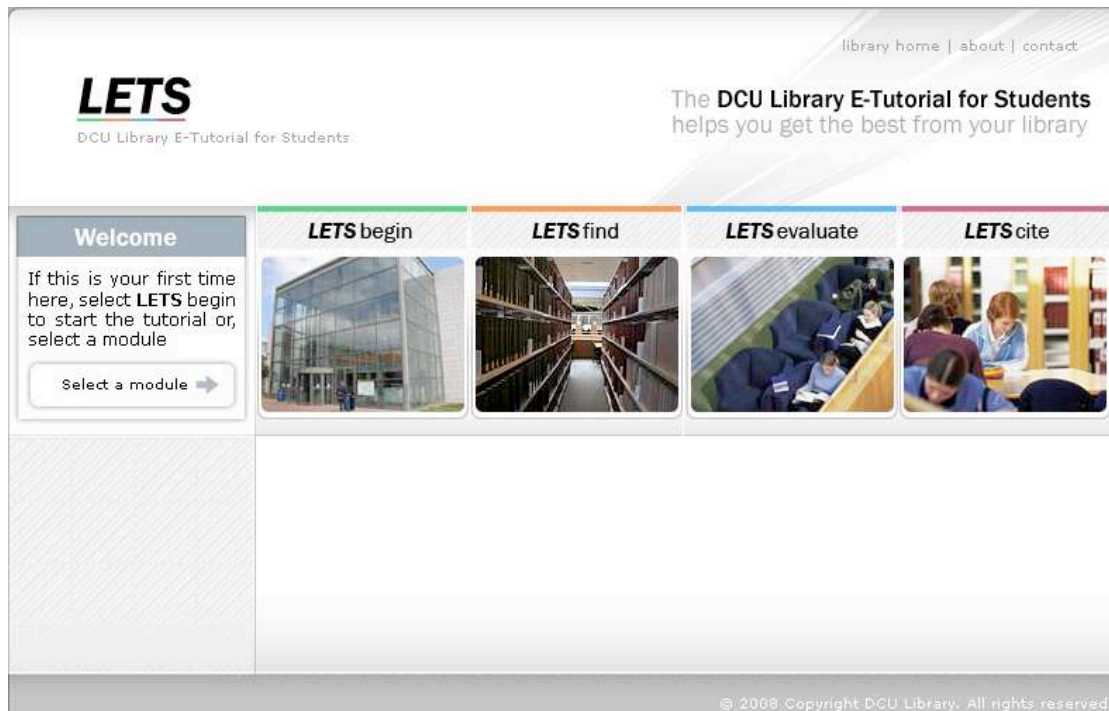 library home | about | contact
LETS
DCU Library E-Tutorial for Students
The DCU Library E-Tutorial for Students
helps you get the best from your library
Welcome
If this is your first time
here, select LETS begin
to start the tutorial or,
select a module
Select a module
LETS begin
LETS find
LETS evaluate
LETS cite
© 2008 Copyright DCU Library. All rights reserved